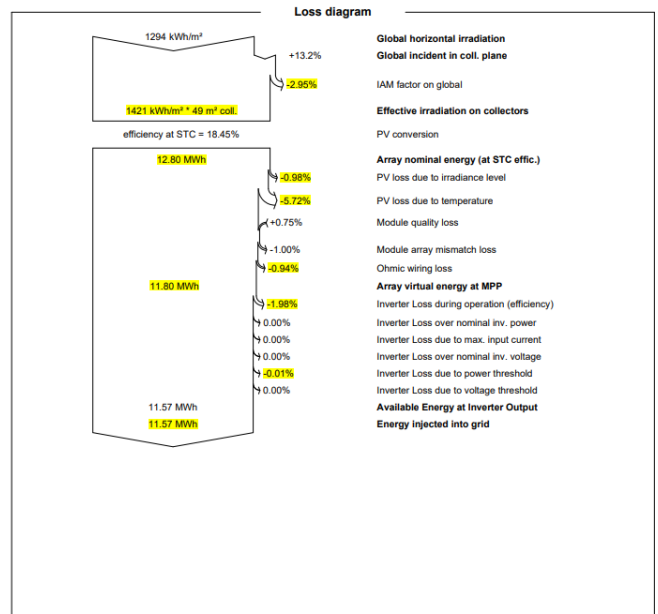 Loss diagram
1294 kWh/m² Global horizontal irradiation
+13.2% Global incident in coll. plane
-2.95% IAM factor on global
1421 kWh/m² * 49 m² coll. Effective irradiation on collectors
efficiency at STC = 18.45% PV conversion
12.80 MWh Array nominal energy (at STC effic.)
-0.98% PV loss due to irradiance level
-5.72% PV loss due to temperature
+0.75% Module quality loss
-1.00% Module array mismatch loss
-0.94% Ohmic wiring loss
11.80 MWh Array virtual energy at MPP
-1.98% Inverter Loss during operation (efficiency)
0.00% Inverter Loss over nominal inv. power
0.00% Inverter Loss due to max. input current
0.00% Inverter Loss over nominal inv. voltage
-0.01% Inverter Loss due to power threshold
0.00% Inverter Loss due to voltage threshold
11.57 MWh Available Energy at Inverter Output
11.57 MWh Energy injected into grid